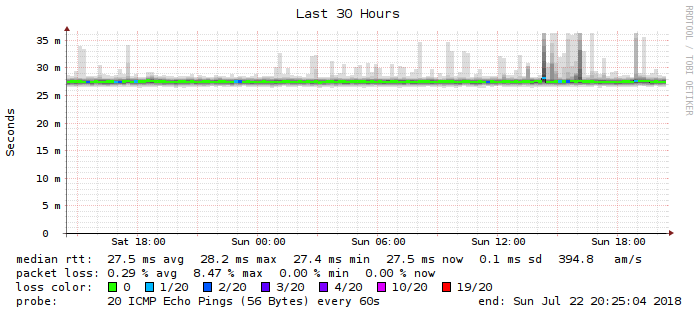 Last 30 Hours
RRDTOOL / TOBI OETIKER
Seconds
35 m
30 m
25 m
20 m
15 m
10 m
5 m
0
Sat 18:00 Sun 00:00 Sun 06:00 Sun 12:00 Sun 18:00
median rtt: 27.5 ms avg 28.2 ms max 27.4 ms min 27.5 ms now 0.1 ms sd 394.8 am/s
packet loss: 0.29 % avg 8.47 % max 0.00 % min 0.00 % now
loss color: 0 1/20 2/20 3/20 4/20 10/20 19/20
probe: 20 ICMP Echo Pings (56 Bytes) every 60s end: Sun Jul 22 20:25:04 2018